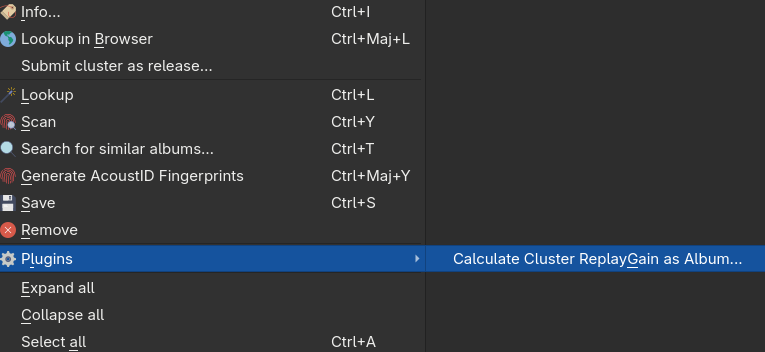 Info... Ctrl+I
Lookup in Browser Ctrl+Maj+L
Submit cluster as release...
Lookup Ctrl+L
Scan Ctrl+Y
Search for similar albums... Ctrl+T
Generate AcoustID Fingerprints Ctrl+Maj+Y
Save Ctrl+S
Remove
Plugins Calculate Cluster ReplayGain as Album...
Expand all
Collapse all
Select all Ctrl+A